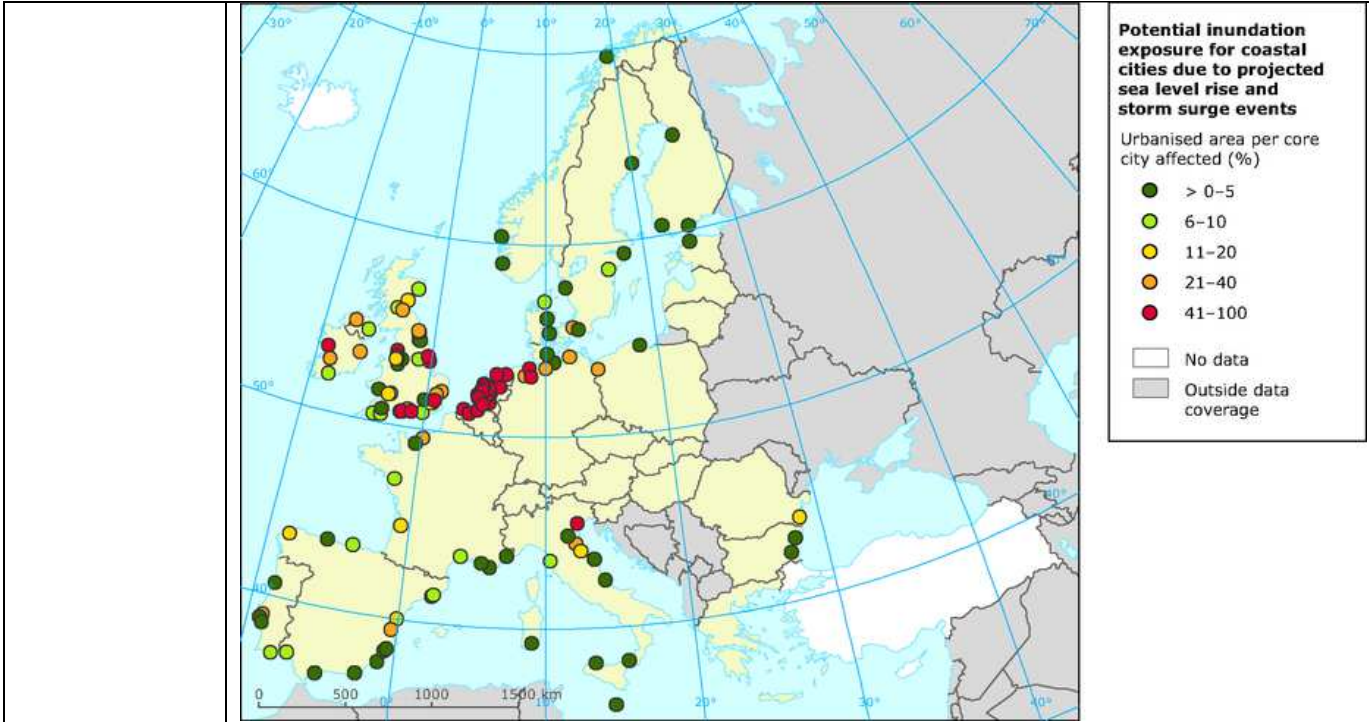 -30° -20° -10° 0° 10° 20° 30° 40° 50° 60° 70°
60°
50°
50°
40°
40°
0 500 1000 1500 km
0° 10° 20° 30° 40°
Potential inundation
exposure for coastal
cities due to projected
sea level rise and
storm surge events
Urbanised area per core
city affected (%)
> 0–5
6–10
11–20
21–40
41–100
No data
Outside data
coverage